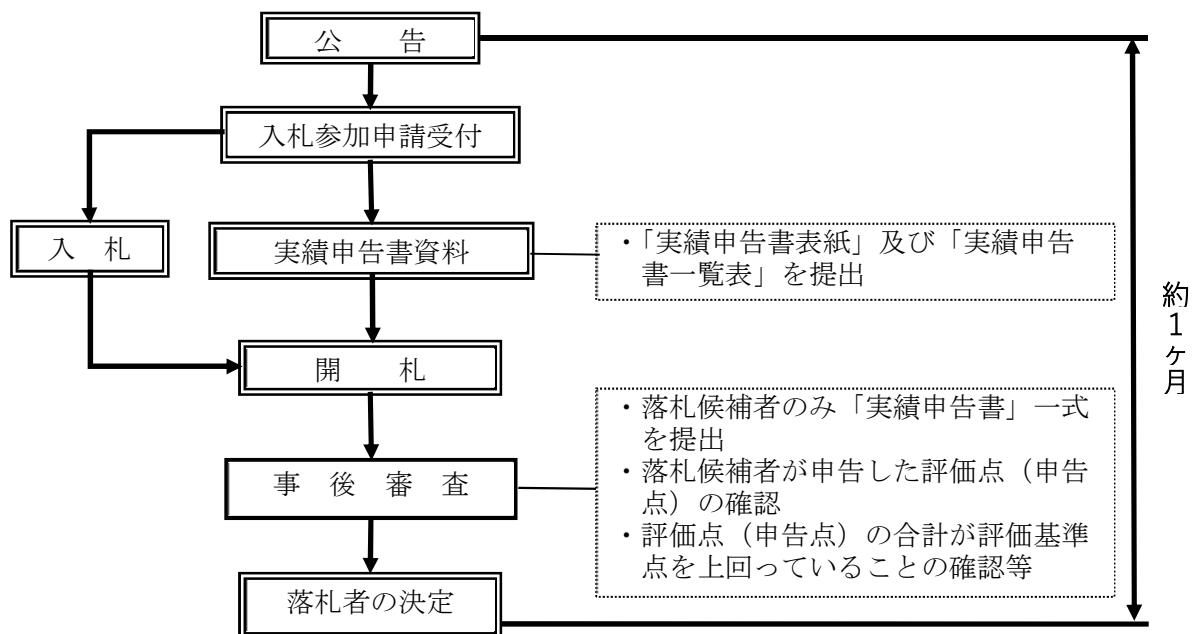 公　　告
入札参加申請受付
入　札
実績申告書資料
・「実績申告書表紙」及び「実績申告
書一覧表」を提出
開　　札
・落札候補者のみ「実績申告書」一式
を提出
・落札候補者が申告した評価点（申告
点）の確認
・評価点（申告点）の合計が評価基準
点を上回っていることの確認等
事　後　審　査
落札者の決定
約１ヶ月